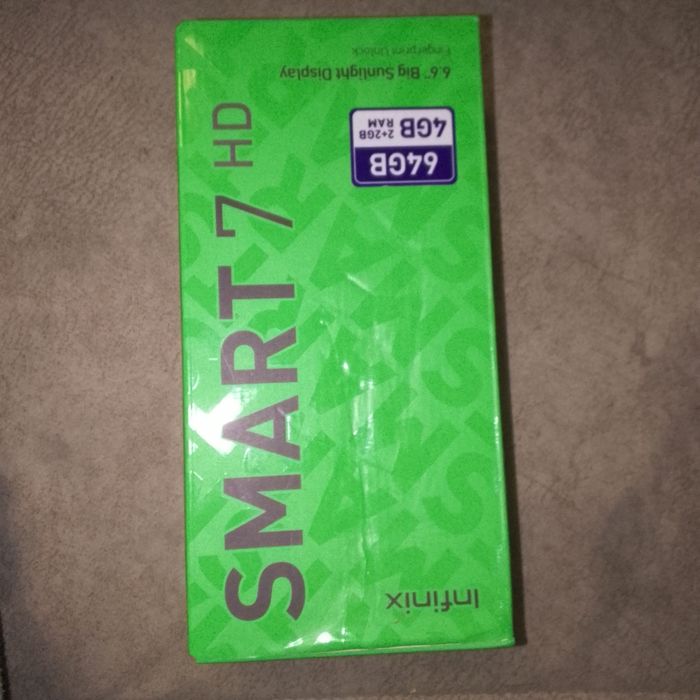 Infinix
SMART 7 HD
64GB
4GB 2+2GB RAM
6.6" Big Sunlight Display
Fingerprint Unlock